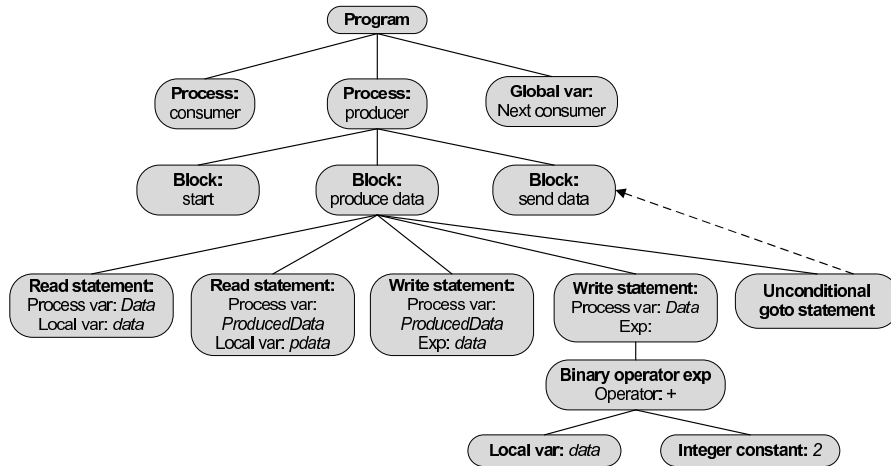 Program
Process:
consumer
Process:
producer
Global var:
Next consumer
Block:
start
Block:
produce data
Block:
send data
Read statement:
Process var: Data
Local var: data
Read statement:
Process var:
ProducedData
Local var: pdata
Write statement:
Process var:
ProducedData
Exp: data
Write statement:
Process var: Data
Exp:
Unconditional
goto statement
Binary operator exp
Operator: +
Local var: data
Integer constant: 2